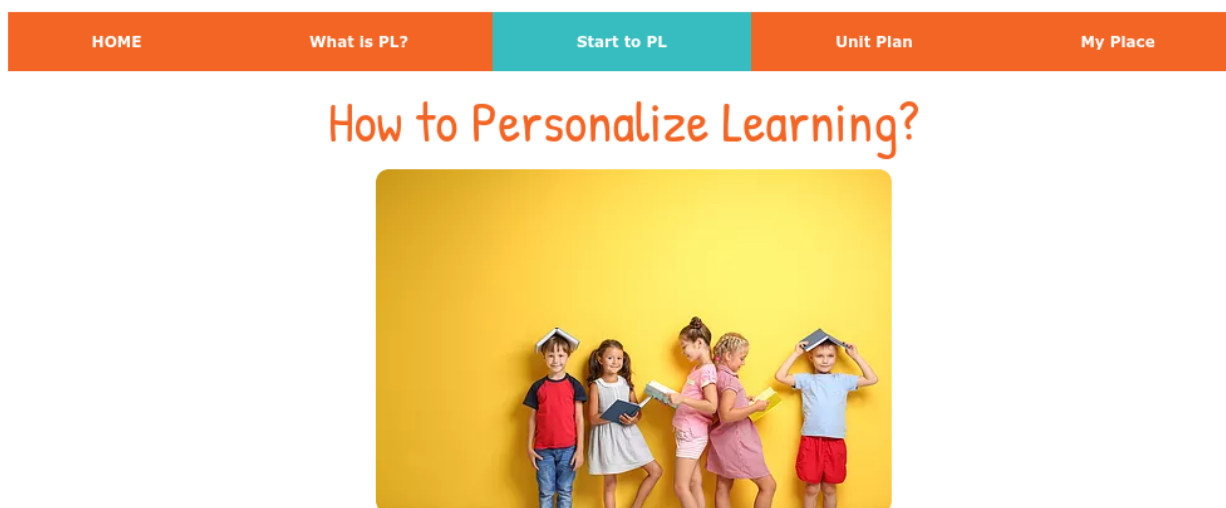 HOME What is PL? Start to PL Unit Plan My Place
How to Personalize Learning?